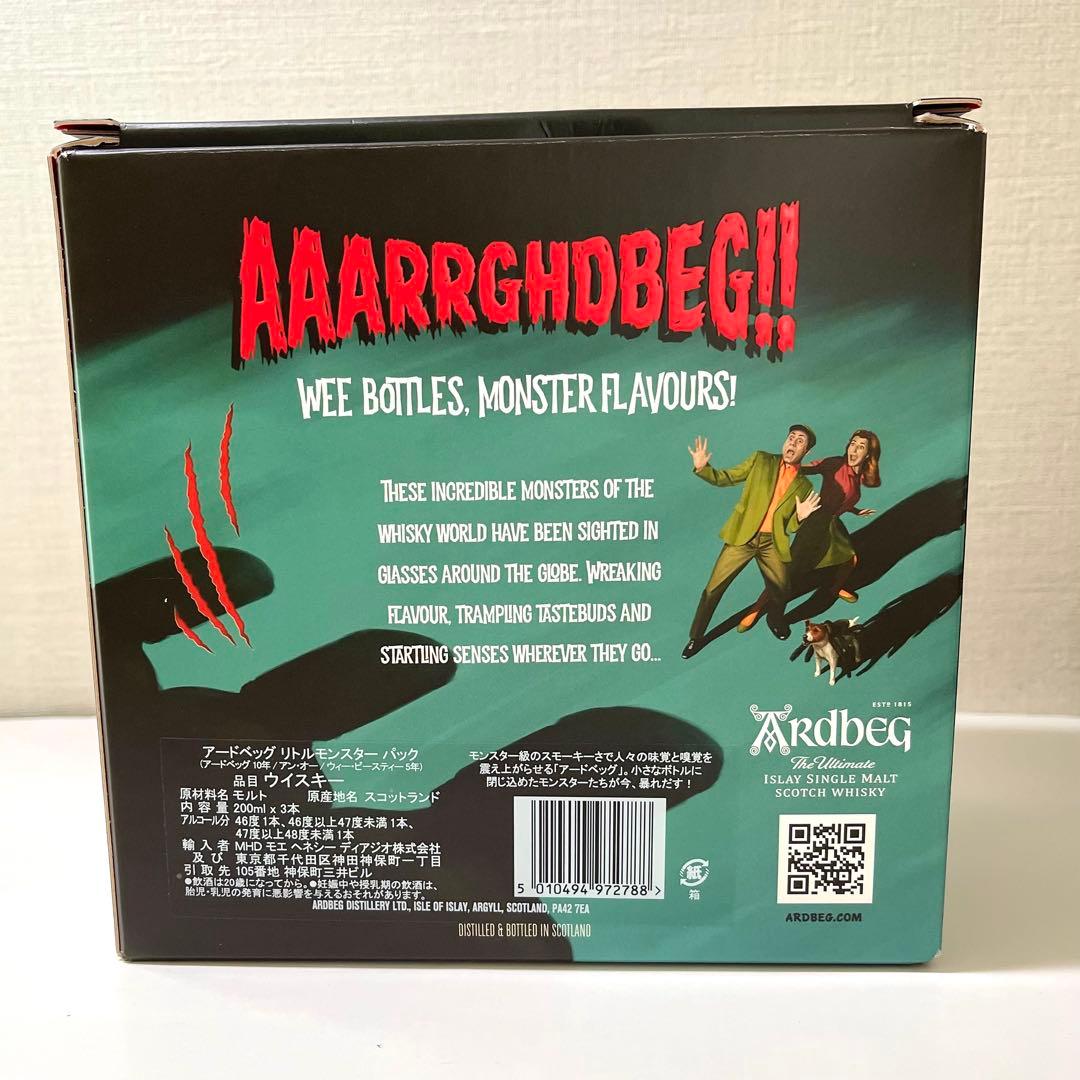 AAARRGHDBEG!!
WEE BOTTLES, MONSTER FLAVOURS!
THESE INCREDIBLE MONSTERS OF THE
WHISKY WORLD HAVE BEEN SIGHTED IN
GLASSES AROUND THE GLOBE. WREAKING
FLAVOUR, TRAMPLING TASTEBUDS AND
STARTLING SENSES WHEREVER THEY GO...
ESTD 1815
ARDBEG
The Ultimate
ISLAY SINGLE MALT
SCOTCH WHISKY
ARDBEG.COM
アードベッグ リトルモンスター パック
(アードベッグ 10年 / アン・オー / ウィー・ビースティー 5年)
品目 ウイスキー
原材料名 モルト 原産地名 スコットランド
内容量 200ml x 3本
アルコール分 46度 1本、46度以上47度未満 1本、
47度以上48度未満 1本
輸入者 MHD モエ ヘネシー ディアジオ株式会社
及び 東京都千代田区神田神保町一丁目
引取先 105番地 神保町三井ビル
●飲酒は20歳になってから。●妊娠中や授乳期の飲酒は、
胎児・乳児の発育に悪影響を与えるおそれがあります。
モンスター級のスモーキーさで人々の味覚と嗅覚を
震え上がらせる「アードベッグ」。小さなボトルに
閉じ込めたモンスターたちが今、暴れだす!
5 010494 972788 >
紙
箱
ARDBEG DISTILLERY LTD., ISLE OF ISLAY, ARGYLL, SCOTLAND, PA42 7EA
DISTILLED & BOTTLED IN SCOTLAND